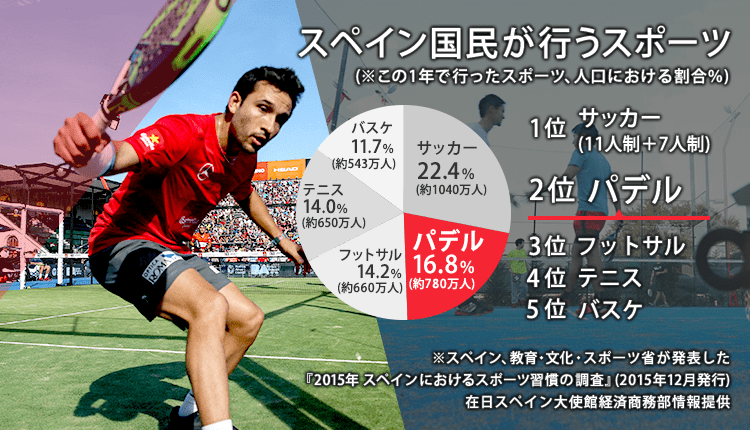 スペイン国民が行うスポーツ
(※この1年で行ったスポーツ、人口における割合%)
サッカー
22.4%
(約1040万人)
パデル
16.8%
(約780万人)
フットサル
14.2%
(約660万人)
テニス
14.0%
(約650万人)
バスケ
11.7%
(約543万人)
1位 サッカー
(11人制+7人制)
2位 パデル
3位 フットサル
4位 テニス
5位 バスケ
※スペイン、教育・文化・スポーツ省が発表した
『2015年 スペインにおけるスポーツ習慣の調査』(2015年12月発行)
在日スペイン大使館経済商務部情報提供
HEAD